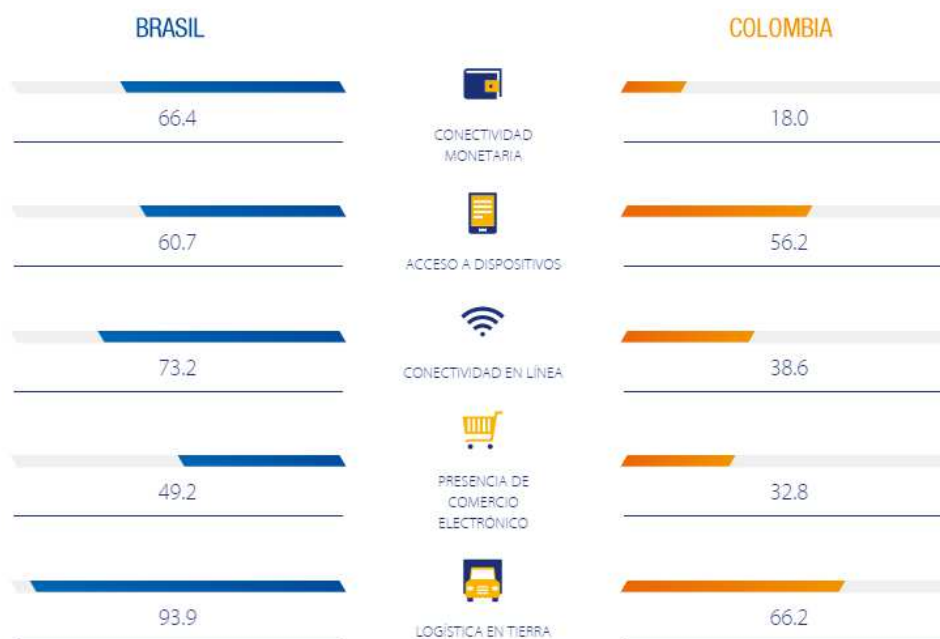 BRASIL
COLOMBIA
66.4
CONECTIVIDAD
MONETARIA
18.0
60.7
ACCESO A DISPOSITIVOS
56.2
73.2
CONECTIVIDAD EN LÍNEA
38.6
49.2
PRESENCIA DE
COMERCIO
ELECTRÓNICO
32.8
93.9
LOGÍSTICA EN TIERRA
66.2